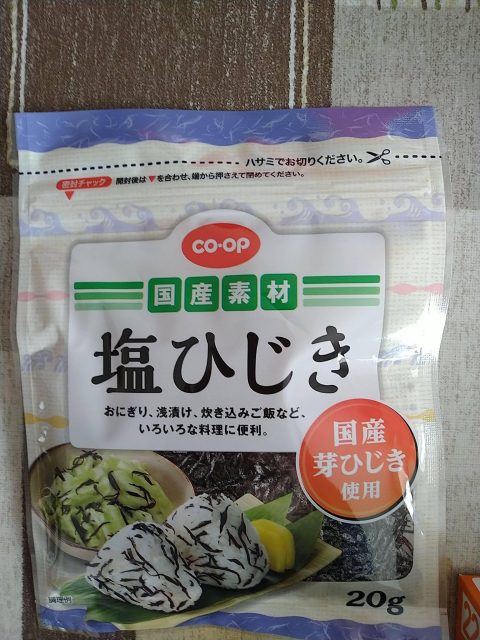 ハサミでお切りください。
密封チャック
開封後は▼を合わせ、端から押さえて閉めてください。
CO·OP
国産素材
塩ひじき
おにぎり、浅漬け、炊き込みご飯など、
いろいろな料理に便利。
国産
芽ひじき
使用
調理例
20g